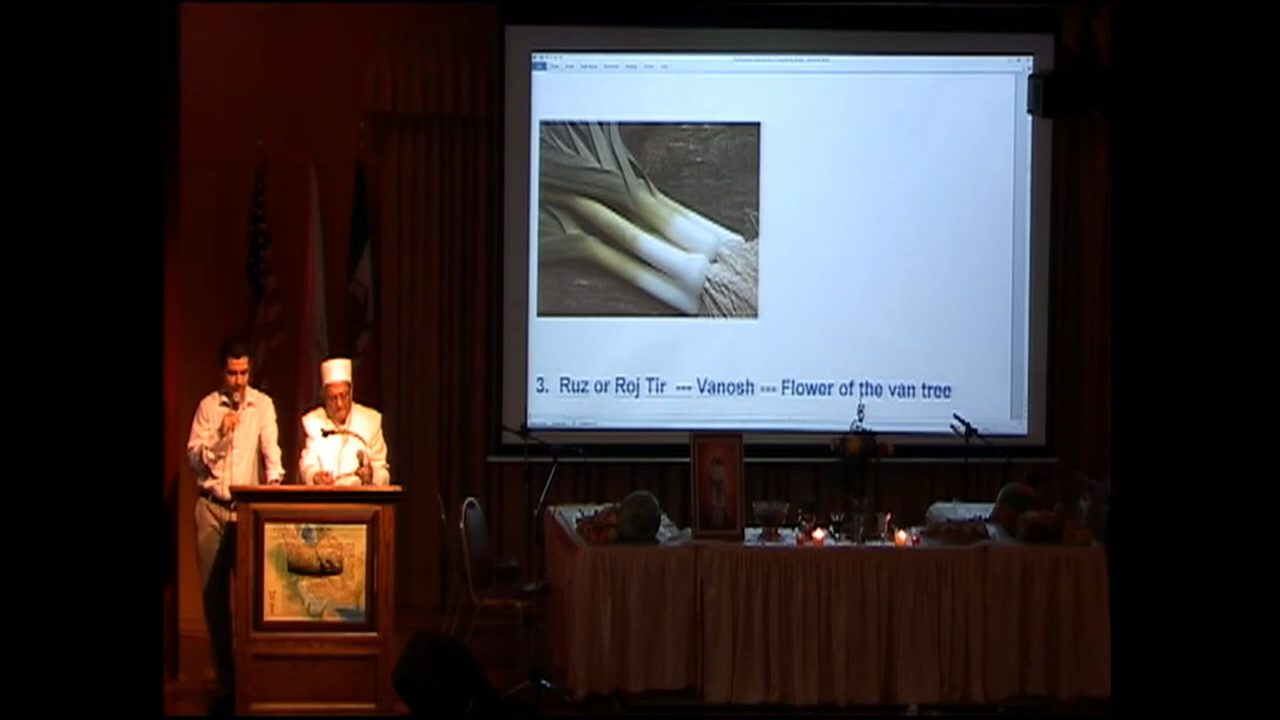 3. Ruz or Roj Tir --- Vanosh --- Flower of the van tree